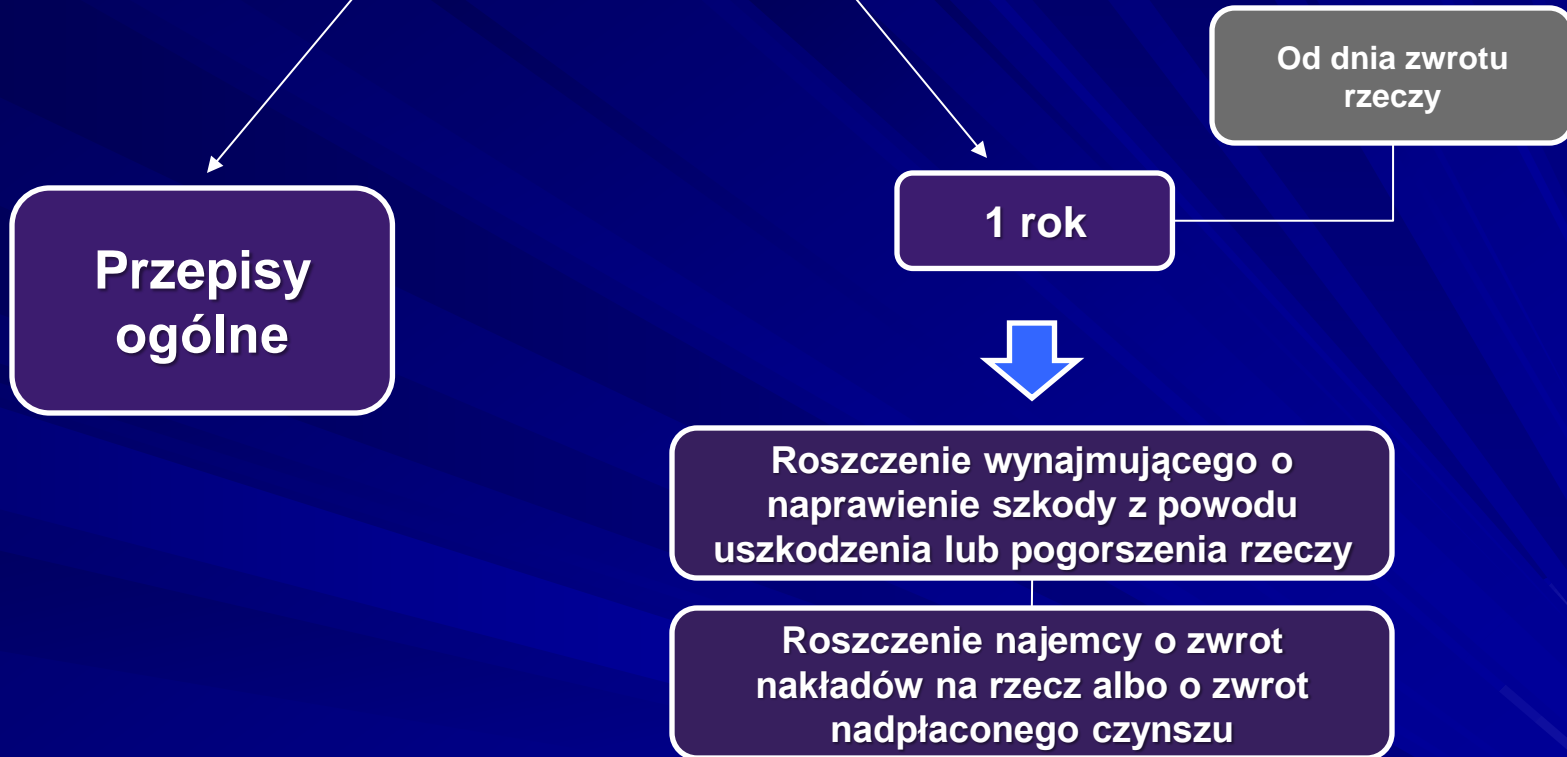 Od dnia zwrotu
rzeczy
Przepisy
ogólne
1 rok
Roszczenie wynajmującego o
naprawienie szkody z powodu
uszkodzenia lub pogorszenia rzeczy
Roszczenie najemcy o zwrot
nakładów na rzecz albo o zwrot
nadpłaconego czynszu